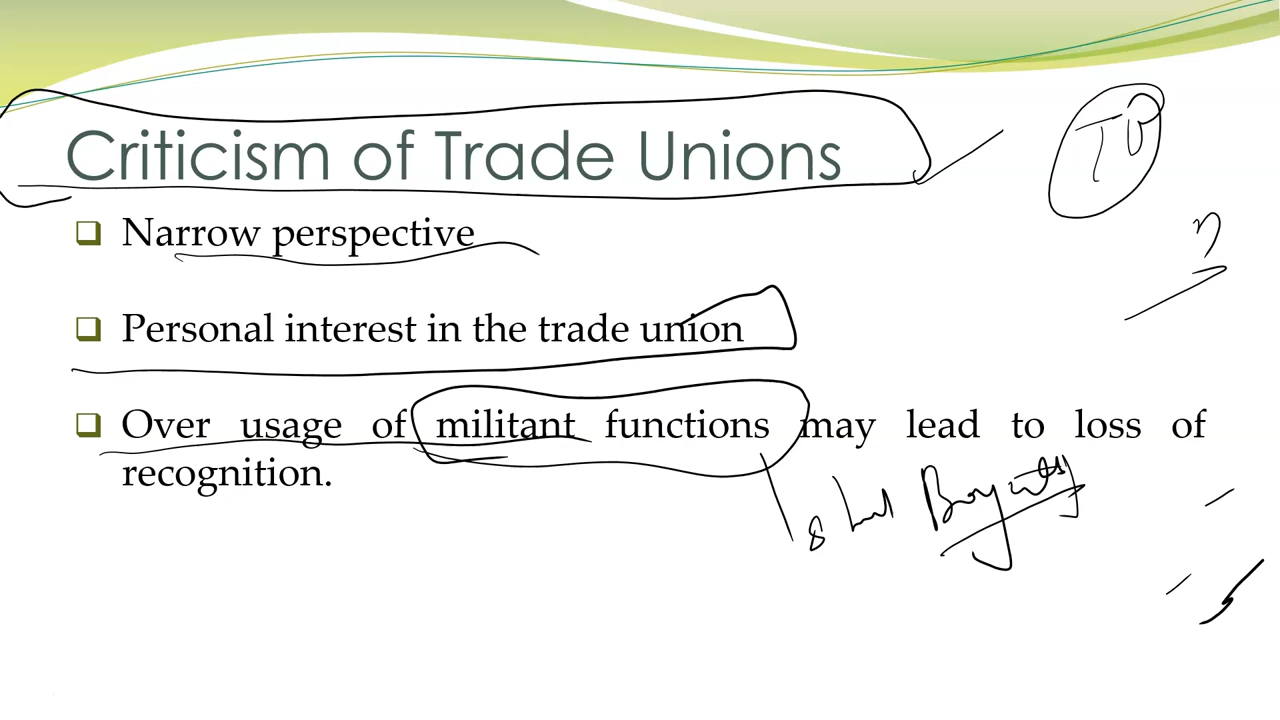 Criticism of Trade Unions
Narrow perspective
Personal interest in the trade union
Over usage of militant functions may lead to loss of
recognition.